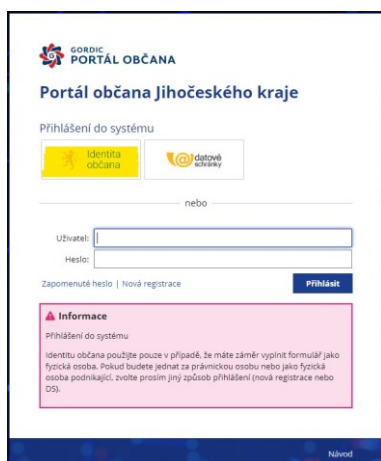 GORDIC
PORTÁL OBČANA
Portál občana Jihočeského kraje
Přihlášení do systému
Identita
občana
datové
schránky
nebo
Uživatel:
Heslo:
Zapomenuté heslo | Nová registrace
Přihlásit
Informace
Přihlášení do systému
Identitu občana použijte pouze v případě, že máte záměr vyplnit formulář jako
fyzická osoba. Pokud budete jednat za právnickou osobu nebo jako fyzická
osoba podnikající, zvolte prosím jiný způsob přihlášení (nová registrace nebo
DS).
Návod